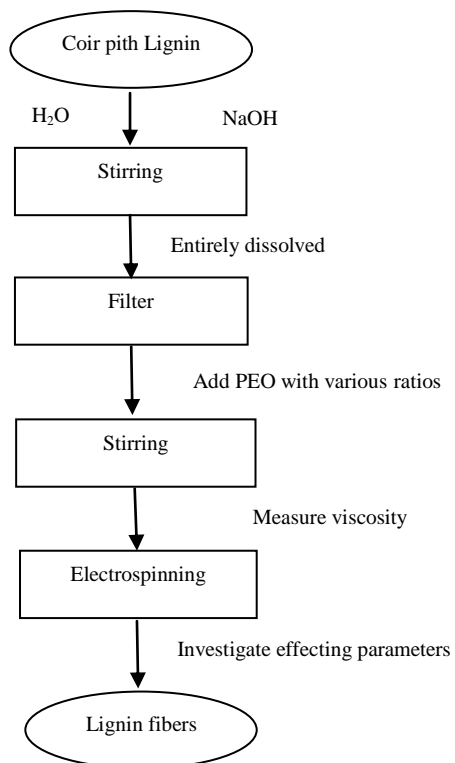 Coir pith Lignin
H₂O NaOH
Stirring
Entirely dissolved
Filter
Add PEO with various ratios
Stirring
Measure viscosity
Electrospinning
Investigate effecting parameters
Lignin fibers